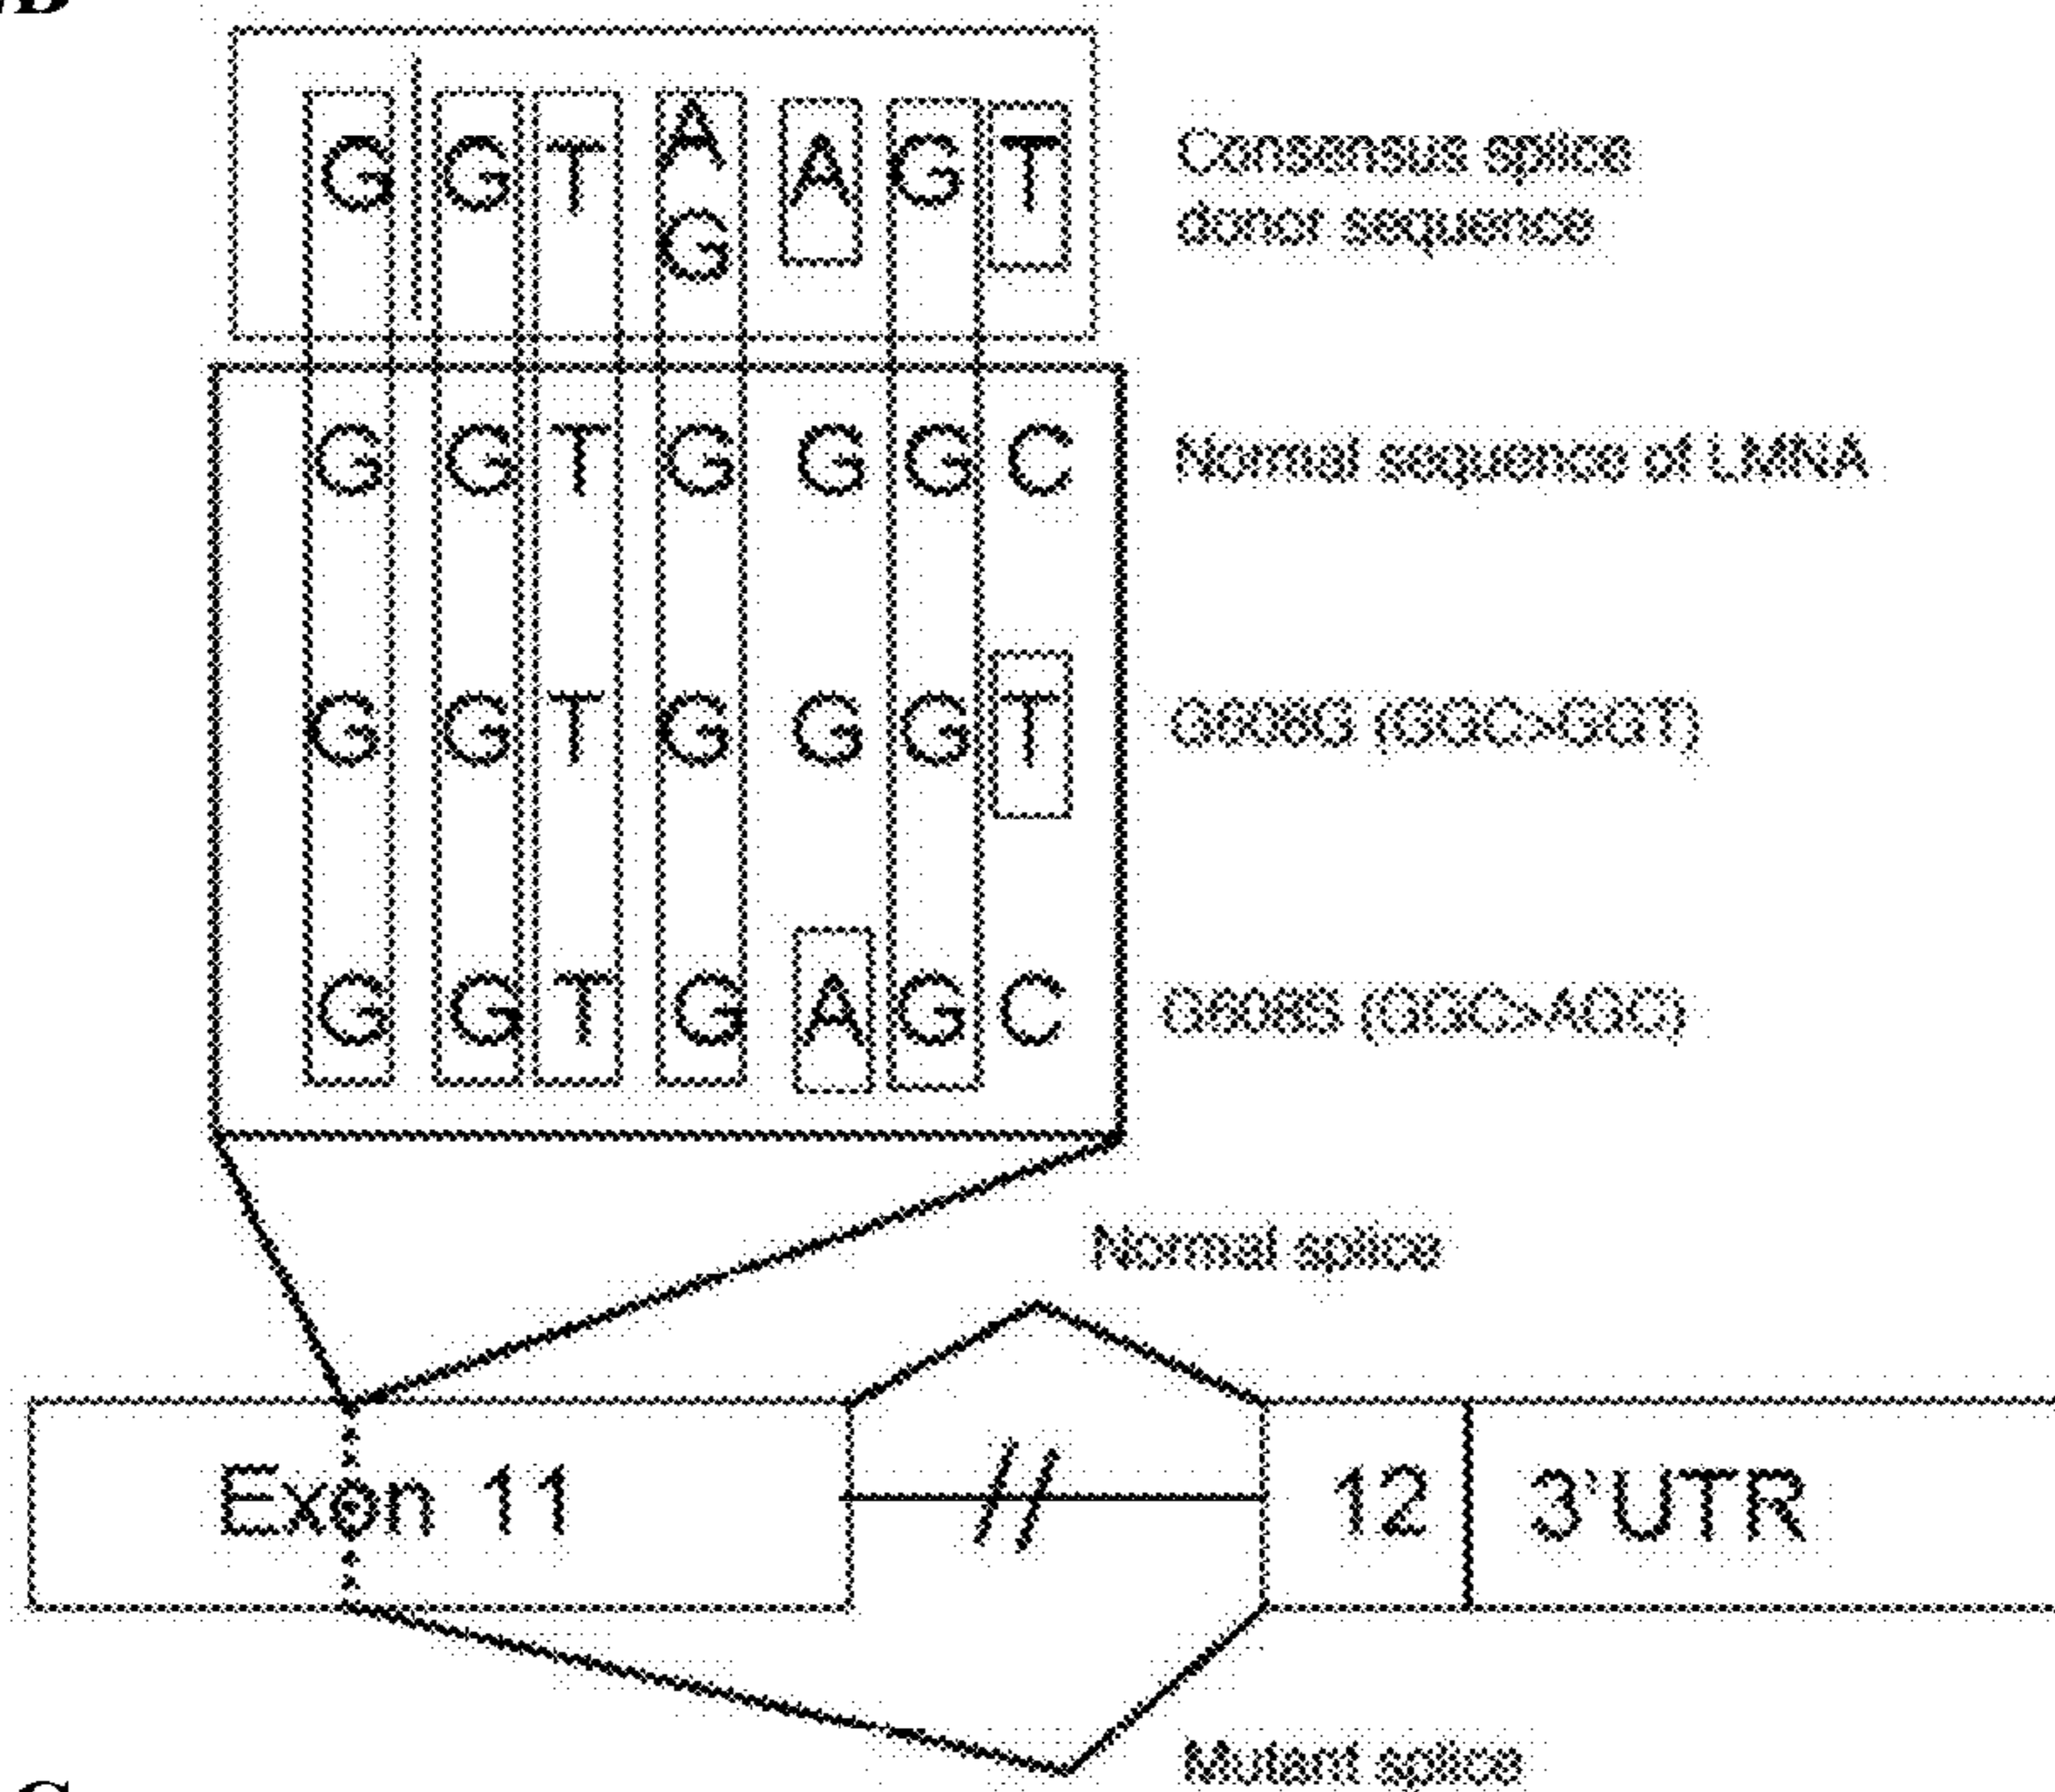 G G T A A G T
G
Consensus splice
donor sequence
G G T G G G C
Normal sequence of LMNA
G G T G G G T
G608G (GGC>GGT)
G G T G A G C
G608S (GGC>AGC)
Normal splice
Exon 11
//
12
3'UTR
Mutant splice